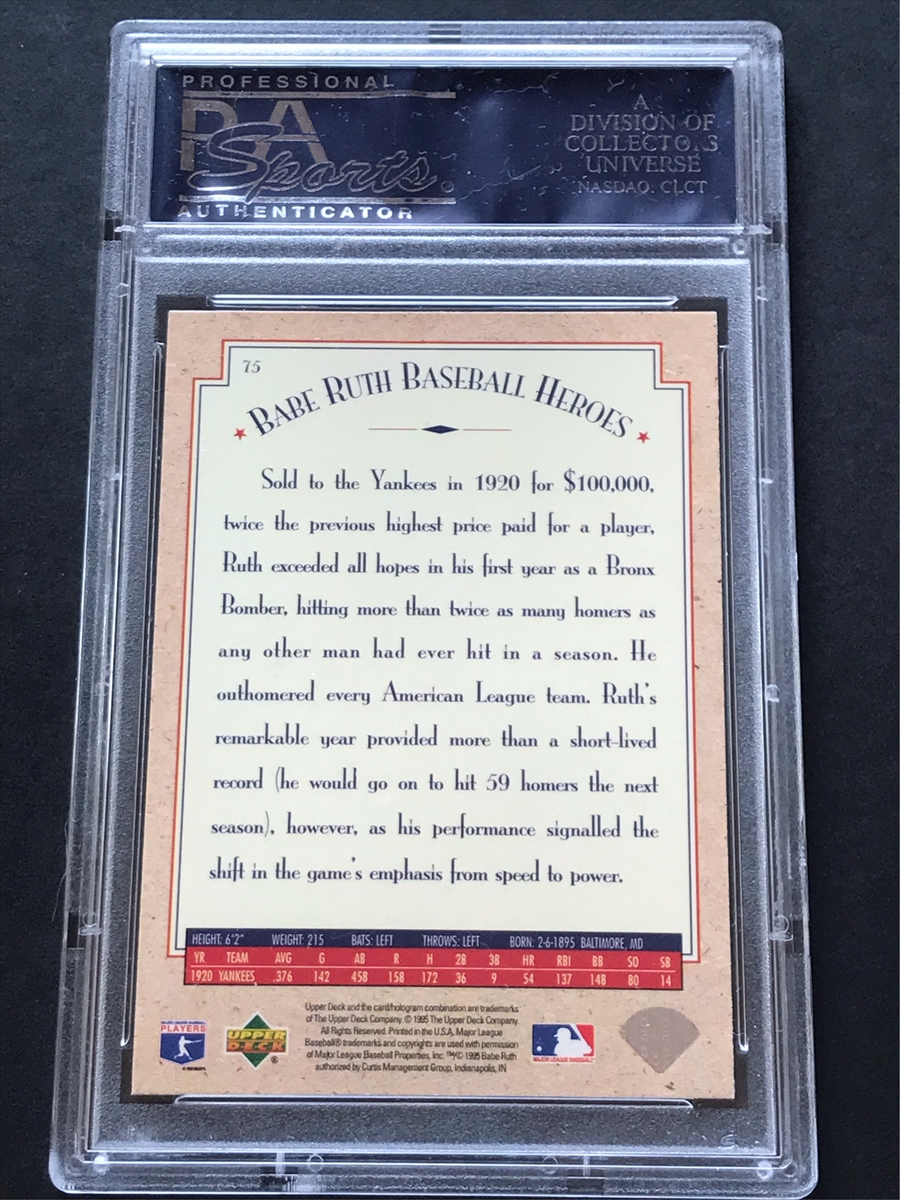 PROFESSIONAL
PSA
Sports
AUTHENTICATOR
A
DIVISION OF
COLLECTORS
UNIVERSE
NASDAQ: CLCT
75
BABE RUTH BASEBALL HEROES
Sold to the Yankees in 1920 for $100,000,
twice the previous highest price paid for a player,
Ruth exceeded all hopes in his first year as a Bronx
Bomber, hitting more than twice as many homers as
any other man had ever hit in a season. He
outhomered every American League team. Ruth's
remarkable year provided more than a short-lived
record (he would go on to hit 59 homers the next
season), however, as his performance signalled the
shift in the game's emphasis from speed to power.
HEIGHT: 6'2" WEIGHT: 215 BATS: LEFT THROWS: LEFT BORN: 2-6-1895 BALTIMORE, MD
YR TEAM AVG G AB R H 2B 3B HR RBI BB SO SB
1920 YANKEES .376 142 458 158 172 36 9 54 137 148 80 14
Upper Deck and the card/hologram combination are trademarks
of The Upper Deck Company. © 1995 The Upper Deck Company.
All Rights Reserved. Printed in the U.S.A. Major League
Baseball® trademarks and copyrights are used with permission
of Major League Baseball Properties, Inc. ™/© 1995 Babe Ruth
authorized by Curtis Management Group, Indianapolis, IN
PLAYERS
UPPER
DECK
®
MAJOR LEAGUE BASEBALL